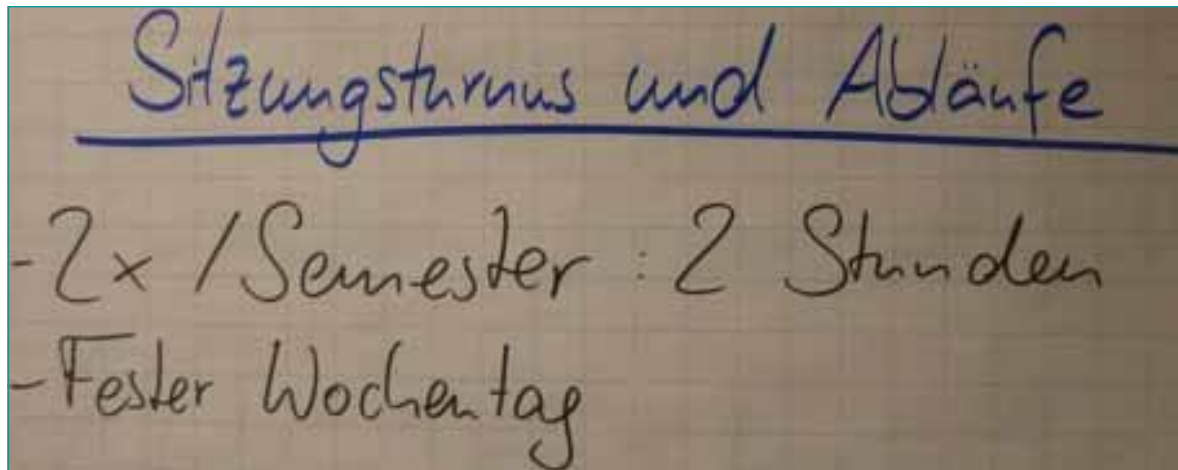 Sitzungsturnus und Abläufe
- 2x / Semester : 2 Stunden
- Fester Wochentag